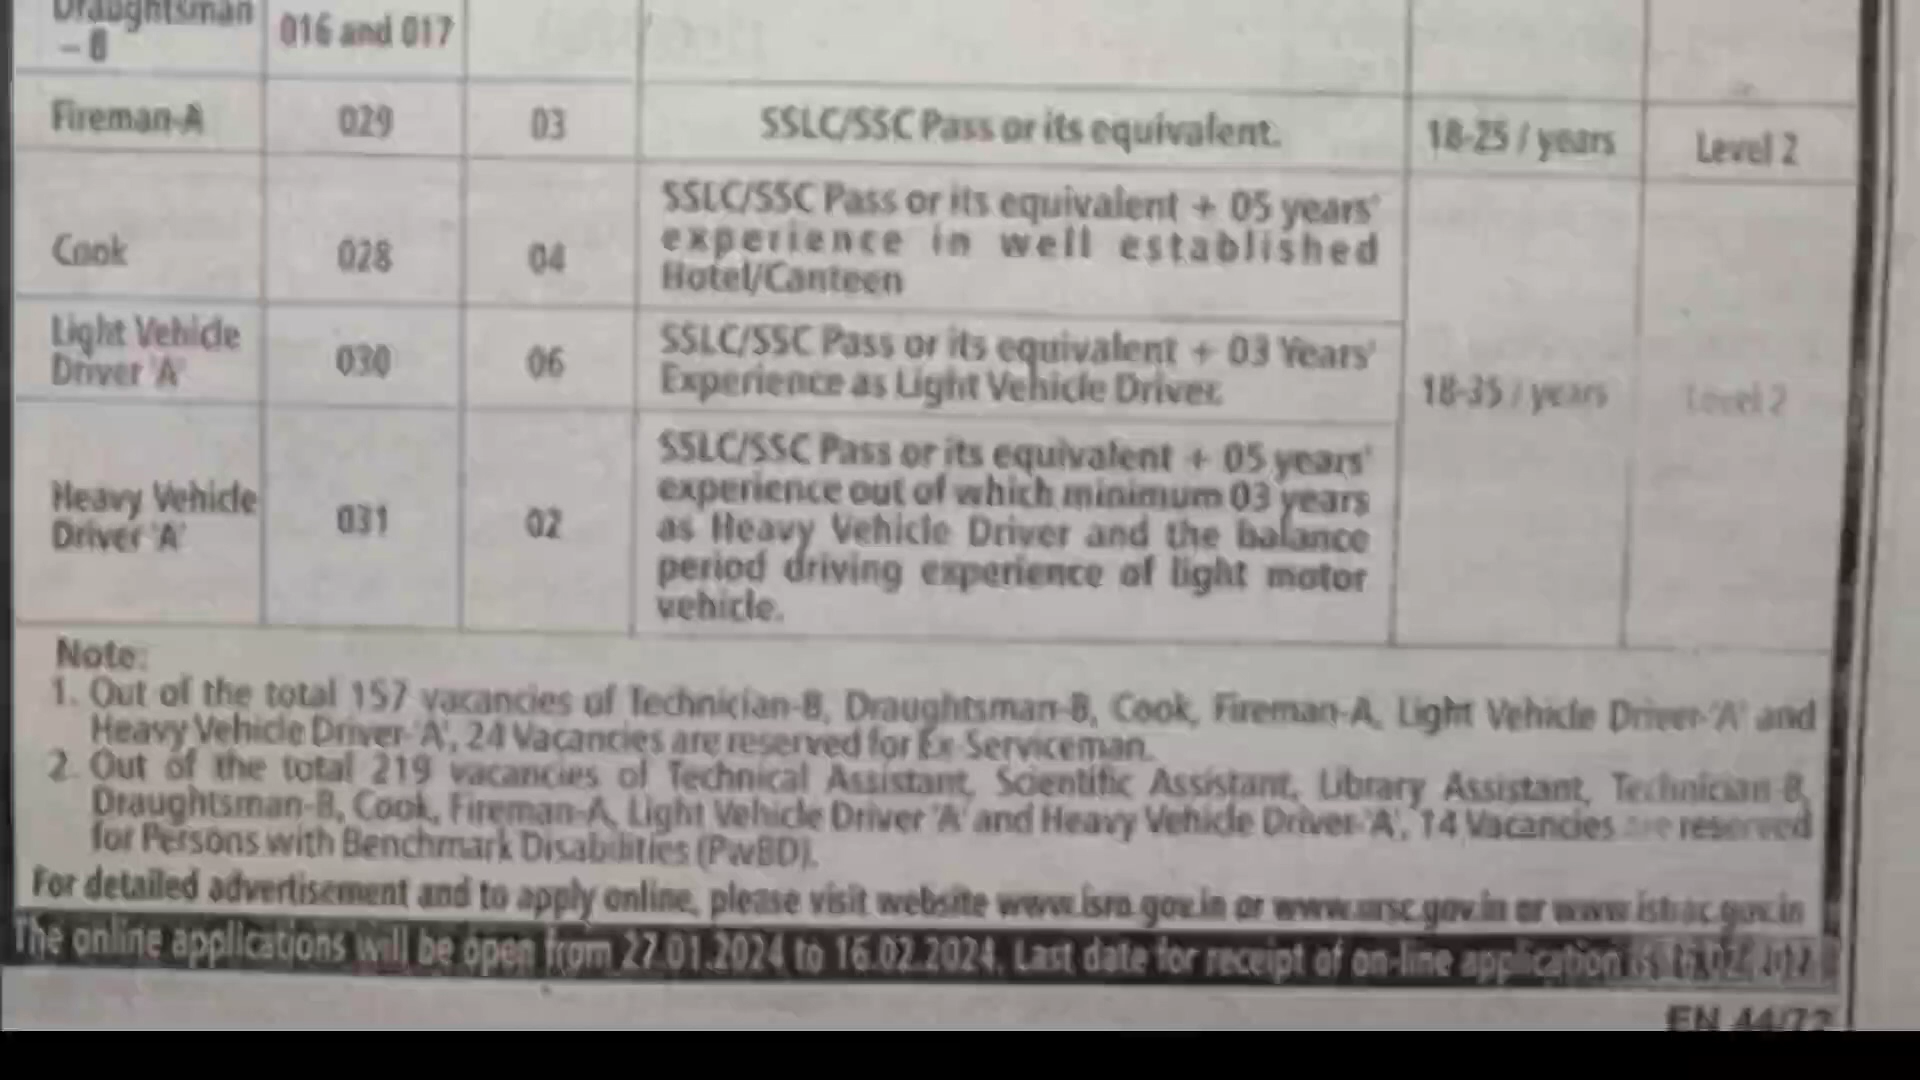 Draughtsman
– B
016 and 017
Fireman-A
029
03
SSLC/SSC Pass or its equivalent.
18-25 / years
Level 2
Cook
028
04
SSLC/SSC Pass or its equivalent + 05 years'
experience in well established
Hotel/Canteen
Light Vehicle
Driver 'A'
030
06
SSLC/SSC Pass or its equivalent + 03 Years'
Experience as Light Vehicle Driver.
18-35 / years
Level 2
Heavy Vehicle
Driver 'A'
031
02
SSLC/SSC Pass or its equivalent + 05 years'
experience out of which minimum 03 years
as Heavy Vehicle Driver and the balance
period driving experience of light motor
vehicle.
Note:
1. Out of the total 157 vacancies of Technician-B, Draughtsman-B, Cook, Fireman-A, Light Vehicle Driver-'A' and
Heavy Vehicle Driver-'A', 24 Vacancies are reserved for Ex-Serviceman.
2. Out of the total 219 vacancies of Technical Assistant, Scientific Assistant, Library Assistant, Technician-B,
Draughtsman-B, Cook, Fireman-A, Light Vehicle Driver 'A' and Heavy Vehicle Driver-'A', 14 Vacancies are reserved
for Persons with Benchmark Disabilities (PwBD).
For detailed advertisement and to apply online, please visit website www.isro.gov.in or www.ursc.gov.in or www.istrac.gov.in
The online applications will be open from 27.01.2024 to 16.02.2024. Last date for receipt of on-line application is
EN 44/72